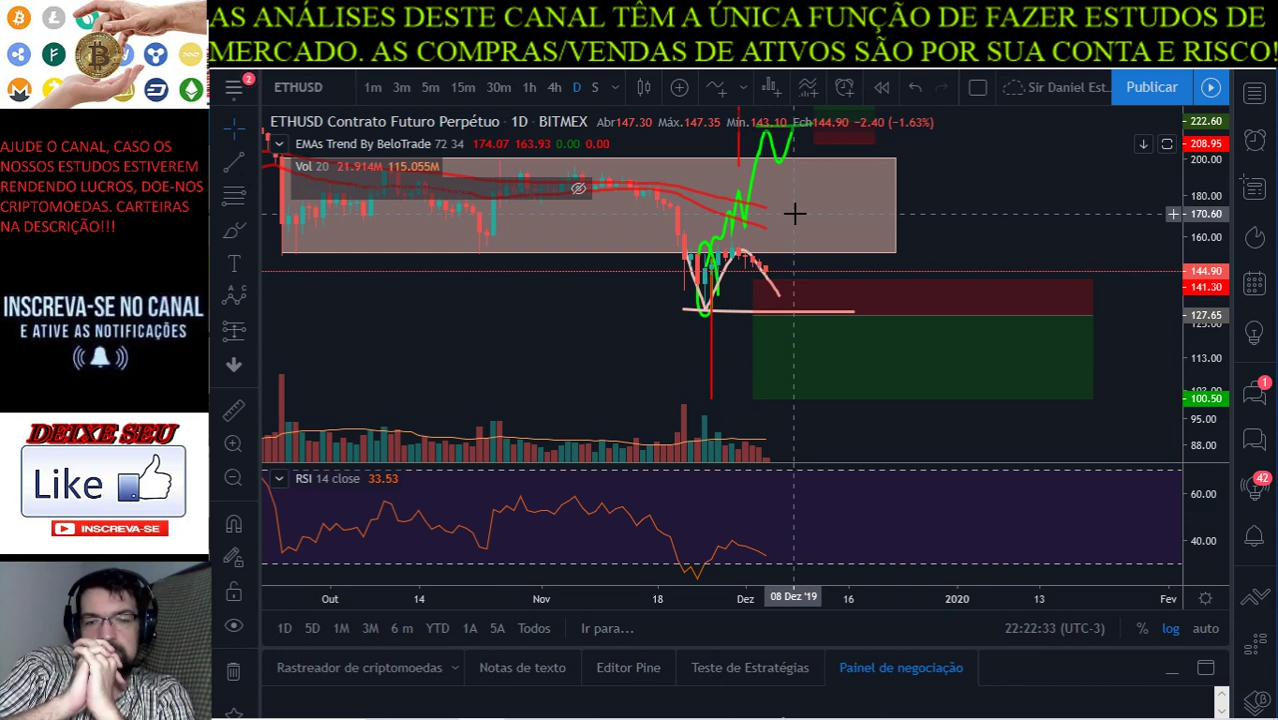 AS ANÁLISES DESTE CANAL TÊM A ÚNICA FUNÇÃO DE FAZER ESTUDOS DE
MERCADO. AS COMPRAS/VENDAS DE ATIVOS SÃO POR SUA CONTA E RISCO!
AJUDE O CANAL, CASO OS
NOSSOS ESTUDOS ESTIVEREM
RENDENDO LUCROS, DOE-NOS
CRIPTOMOEDAS. CARTEIRAS
NA DESCRIÇÃO!!!
INSCREVA-SE NO CANAL
E ATIVE AS NOTIFICAÇÕES
DEIXE SEU
Like
INSCREVA-SE
2
ETHUSD
1m 3m 5m 15m 30m 1h 4h D S
Sir Daniel Est...
Publicar
ETHUSD Contrato Futuro Perpétuo • 1D • BITMEX Abr147.30 Máx.147.35 Mín.143.10 Fch144.90 −2.40 (−1.63%)
EMAs Trend By BeloTrade 72 34 174.07 163.93 0.00 0.00
Vol 20 21.914M 115.055M
222.60
208.95
200.00
180.00
170.60
160.00
144.90
141.30
127.65
113.00
100.50
95.00
88.00
RSI 14 close 33.53
60.00
40.00
Out 14 Nov 18 Dez 08 Dez '19 16 2020 13 Fev
1D 5D 1M 3M 6 m YTD 1A 5A Todos Ir para...
22:22:33 (UTC-3) % log auto
Rastreador de criptomoedas Notas de texto Editor Pine Teste de Estratégias Painel de negociação
1
42